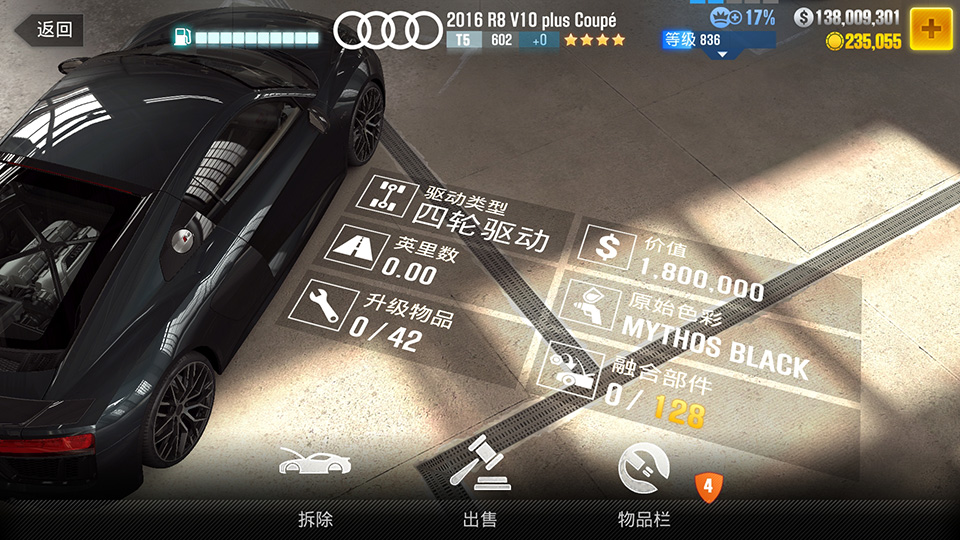 返回
2016 R8 V10 plus Coupé
T5 602 +0
17%
等级 836
138,009,301
235,055
驱动类型
四轮驱动
英里数
0.00
升级物品
0/42
价值
1,800,000
原始色彩
MYTHOS BLACK
融合部件
0/128
4
拆除
出售
物品栏